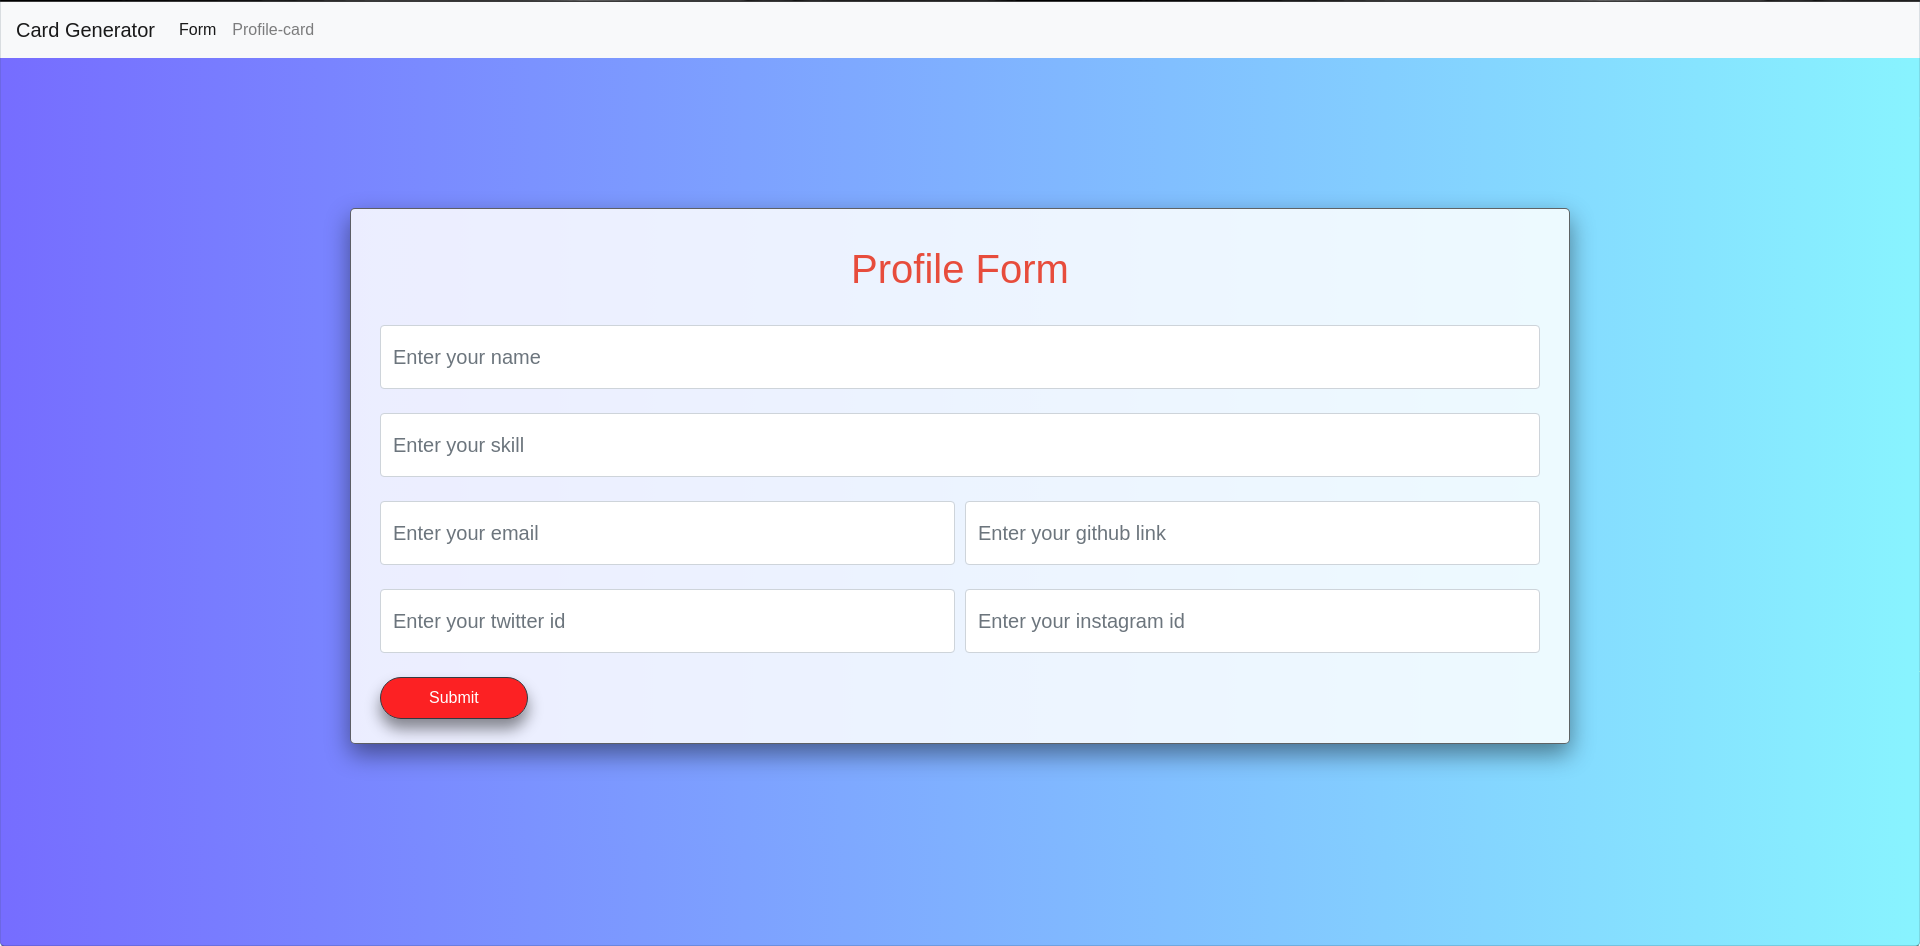 Card Generator Form Profile-card
Profile Form
Enter your name
Enter your skill
Enter your email Enter your github link
Enter your twitter id Enter your instagram id
Submit